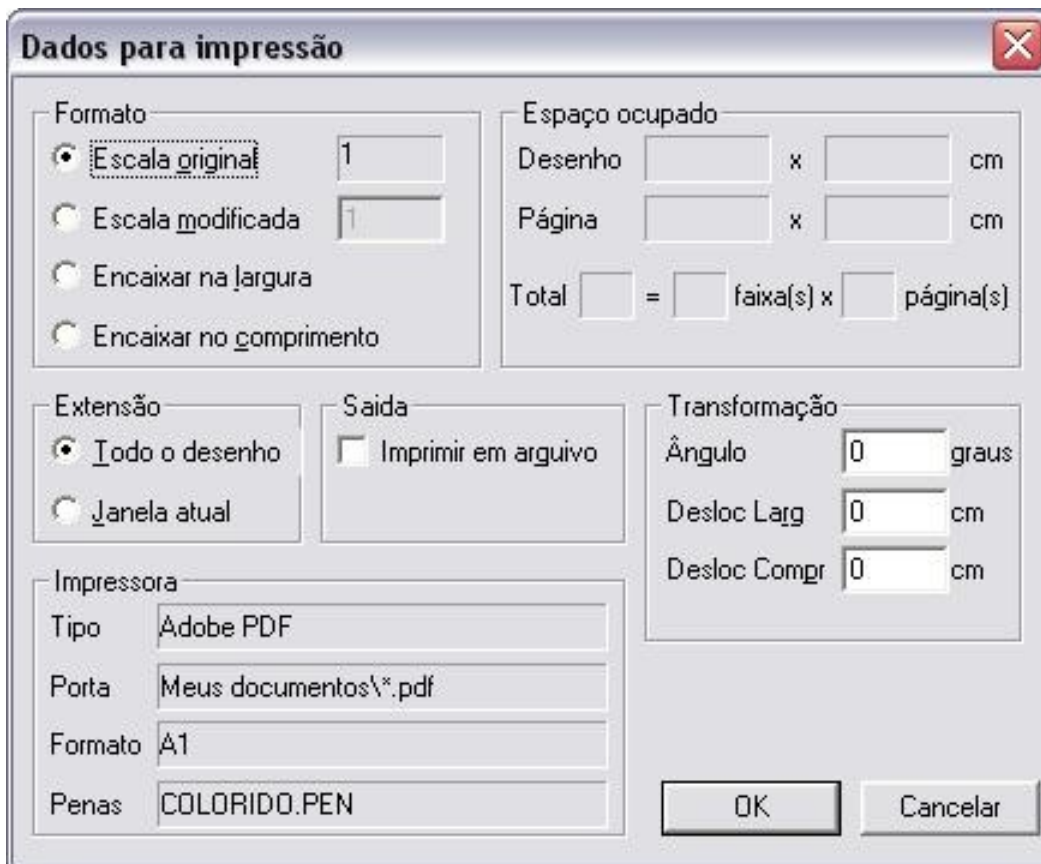 Dados para impressão
Formato
Escala original 1
Escala modificada 1
Encaixar na largura
Encaixar no comprimento
Espaço ocupado
Desenho x cm
Página x cm
Total = faixa(s) x página(s)
Extensão
Todo o desenho
Janela atual
Saida
Imprimir em arguivo
Transformação
Ângulo 0 graus
Desloc Larg 0 cm
Desloc Compr 0 cm
Impressora
Tipo Adobe PDF
Porta Meus documentos\*.pdf
Formato A1
Penas COLORIDO.PEN
OK Cancelar